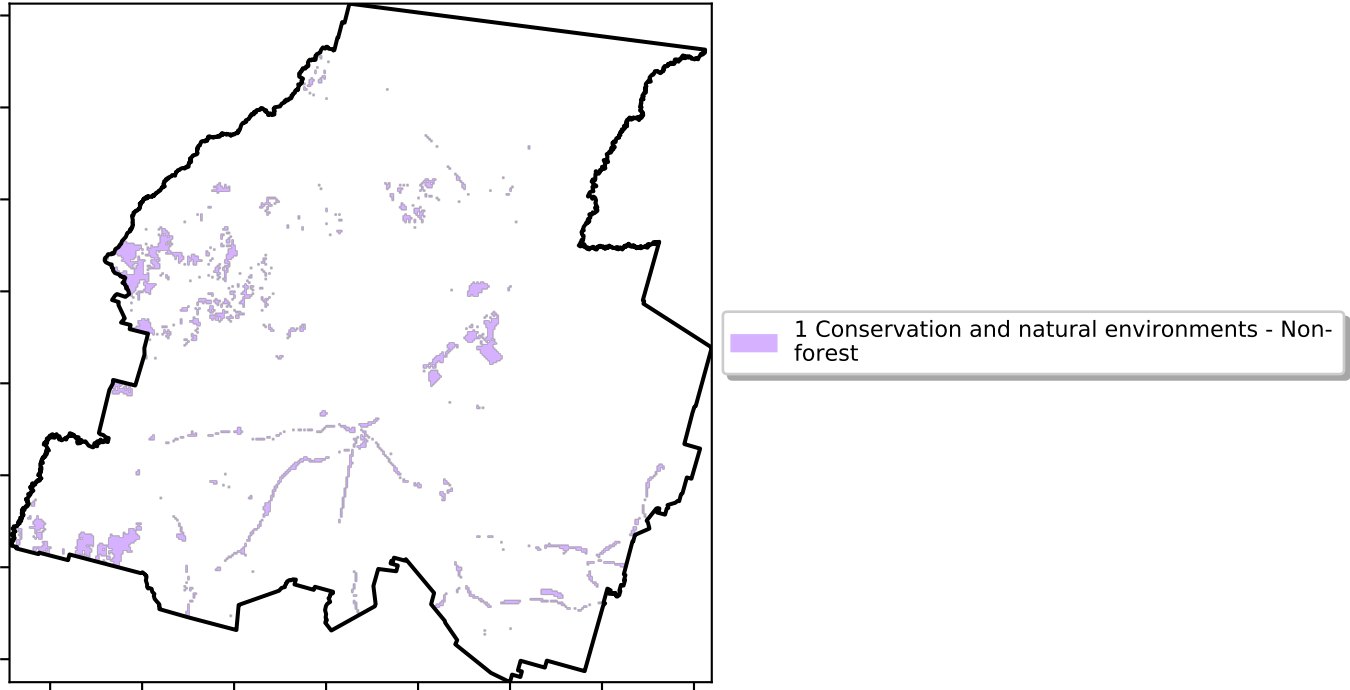 1 Conservation and natural environments - Non-
forest